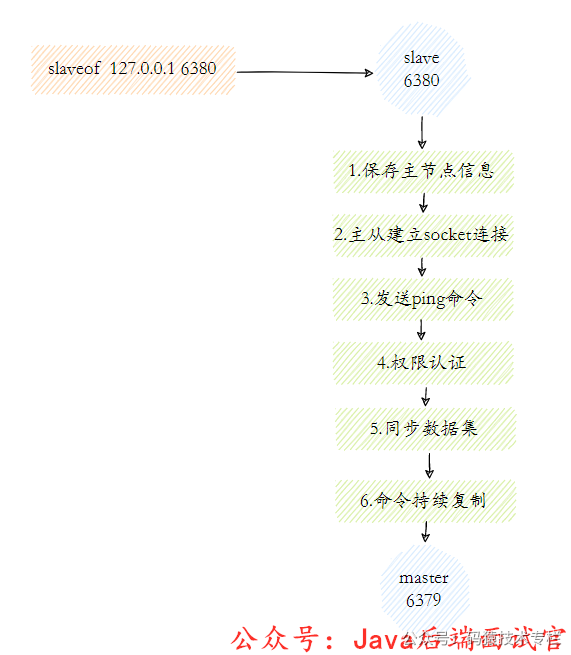 slaveof 127.0.0.1 6380
slave
6380
1.保存主节点信息
2.主从建立socket连接
3.发送ping命令
4.权限认证
5.同步数据集
6.命令持续复制
master
6379
公众号：Java后端面试官
公众号：码猿技术专栏